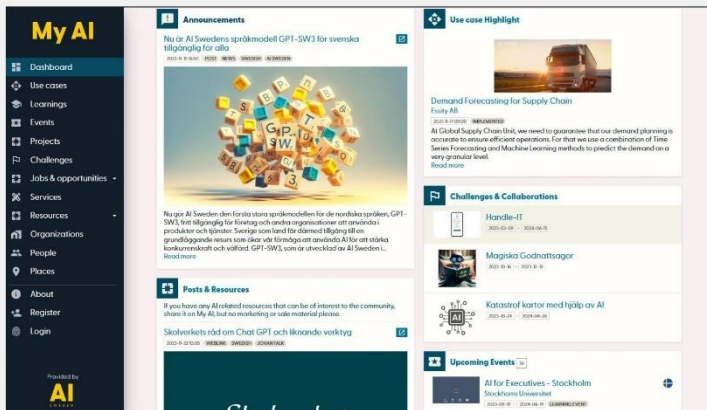 My AI
Dashboard
Use cases
Learnings
Events
Projects
Challenges
Jobs & opportunities
Services
Resources
Organizations
People
Places
About
Register
Login
Provided by
AI
SWEDEN
Announcements
Nu är AI Swedens språkmodell GPT-SW3 för svenska
tillgänglig för alla
POST NEWS SWEDISH AI SWEDEN
G P T
S W 3
Nu gör AI Sweden den första stora språkmodellen för de nordiska språken, GPT-
SW3, fritt tillgänglig för företag och andra organisationer att använda i
produkter och tjänster. Sverige som land får därmed tillgång till en
grundläggande resurs som ökar vår förmåga att använda AI för att stärka
konkurrenskraft och välfärd. GPT-SW3, som är utvecklad av AI Sweden i...
Read more
Posts & Resources
If you have any AI related resources that can be of interest to the community,
share it on My AI, but no marketing or sale material please.
Skolverkets råd om Chat GPT och liknande verktyg
WEBLINK SWEDISH
Use case Highlight
Demand Forecasting for Supply Chain
Essity AB
IMPLEMENTED
At Global Supply Chain Unit, we need to guarantee that our demand planning is
accurate to ensure efficient operations. For that we use a combination of Time
Series Forecasting and Machine Learning methods to predict the demand on a
very granular level.
Read more
Challenges & Collaborations
Handle-IT
Magiska Godnattsagor
AI
Katastrof kartor med hjälp av AI
Upcoming Events
AI for Executives - Stockholm
Stockholms Universitet
LEARNING EVENT